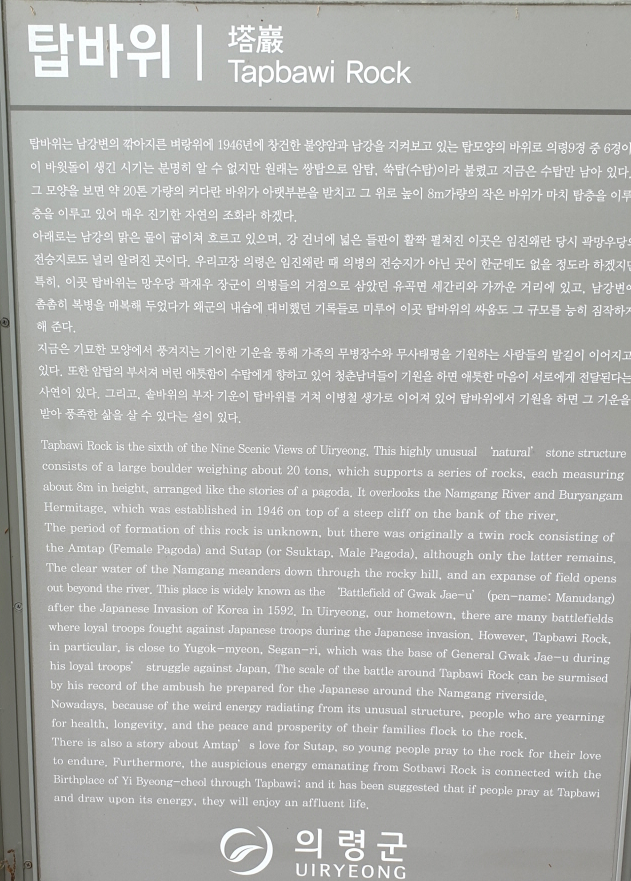 탑바위
塔巖
Tapbawi Rock
탑바위는 남강변의 깎아지른 벼랑위에 1946년에 창건한 불양암과 남강을 지켜보고 있는 탑모양의 바위로 의령9경 중 6경이
이 바윗돌이 생긴 시기는 분명히 알 수 없지만 원래는 쌍탑으로 암탑, 쑥탑(수탑)이라 불렸고 지금은 수탑만 남아 있다.
그 모양을 보면 약 20톤 가량의 커다란 바위가 아랫부분을 받치고 그 위로 높이 8m가량의 작은 바위가 마치 탑층을 이루
층을 이루고 있어 매우 진기한 자연의 조화라 하겠다.
아래로는 남강의 맑은 물이 굽이쳐 흐르고 있으며, 강 건너에 넓은 들판이 활짝 펼쳐진 이곳은 임진왜란 당시 곽망우당의
전승지로도 널리 알려진 곳이다. 우리고장 의령은 임진왜란 때 의병의 전승지가 아닌 곳이 한군데도 없을 정도라 하겠지만
특히, 이곳 탑바위는 망우당 곽재우 장군이 의병들의 거점으로 삼았던 유곡면 세간리와 가까운 거리에 있고, 남강변에
촘촘히 복병을 매복해 두었다가 왜군의 내습에 대비했던 기록들로 미루어 이곳 탑바위의 싸움도 그 규모를 능히 짐작하게
해 준다.
지금은 기묘한 모양에서 풍겨지는 기이한 기운을 통해 가족의 무병장수와 무사태평을 기원하는 사람들의 발길이 이어지고
있다. 또한 암탑의 부서져 버린 애틋함이 수탑에게 향하고 있어 청춘남녀들이 기원을 하면 애틋한 마음이 서로에게 전달된다는
사연이 있다. 그리고, 솥바위의 부자 기운이 탑바위를 거쳐 이병철 생가로 이어져 있어 탑바위에서 기원을 하면 그 기운을
받아 풍족한 삶을 살 수 있다는 설이 있다.
Tapbawi Rock is the sixth of the Nine Scenic Views of Uiryeong. This highly unusual 'natural' stone structure
consists of a large boulder weighing about 20 tons, which supports a series of rocks, each measuring
about 8m in height, arranged like the stories of a pagoda. It overlooks the Namgang River and Buryangam
Hermitage, which was established in 1946 on top of a steep cliff on the bank of the river.
The period of formation of this rock is unknown, but there was originally a twin rock consisting of
the Amtap (Female Pagoda) and Sutap (or Ssuktap, Male Pagoda), although only the latter remains.
The clear water of the Namgang meanders down through the rocky hill, and an expanse of field opens
out beyond the river. This place is widely known as the 'Battlefield of Gwak Jae-u' (pen-name: Manudang)
after the Japanese Invasion of Korea in 1592. In Uiryeong, our hometown, there are many battlefields
where loyal troops fought against Japanese troops during the Japanese invasion. However, Tapbawi Rock,
in particular, is close to Yugok-myeon, Segan-ri, which was the base of General Gwak Jae-u during
his loyal troops' struggle against Japan. The scale of the battle around Tapbawi Rock can be surmised
by his record of the ambush he prepared for the Japanese around the Namgang riverside.
Nowadays, because of the weird energy radiating from its unusual structure, people who are yearning
for health, longevity, and the peace and prosperity of their families flock to the rock.
There is also a story about Amtap's love for Sutap, so young people pray to the rock for their love
to endure. Furthermore, the auspicious energy emanating from Sotbawi Rock is connected with the
Birthplace of Yi Byeong-cheol through Tapbawi; and it has been suggested that if people pray at Tapbawi
and draw upon its energy, they will enjoy an affluent life.
의령군
UIRYEONG